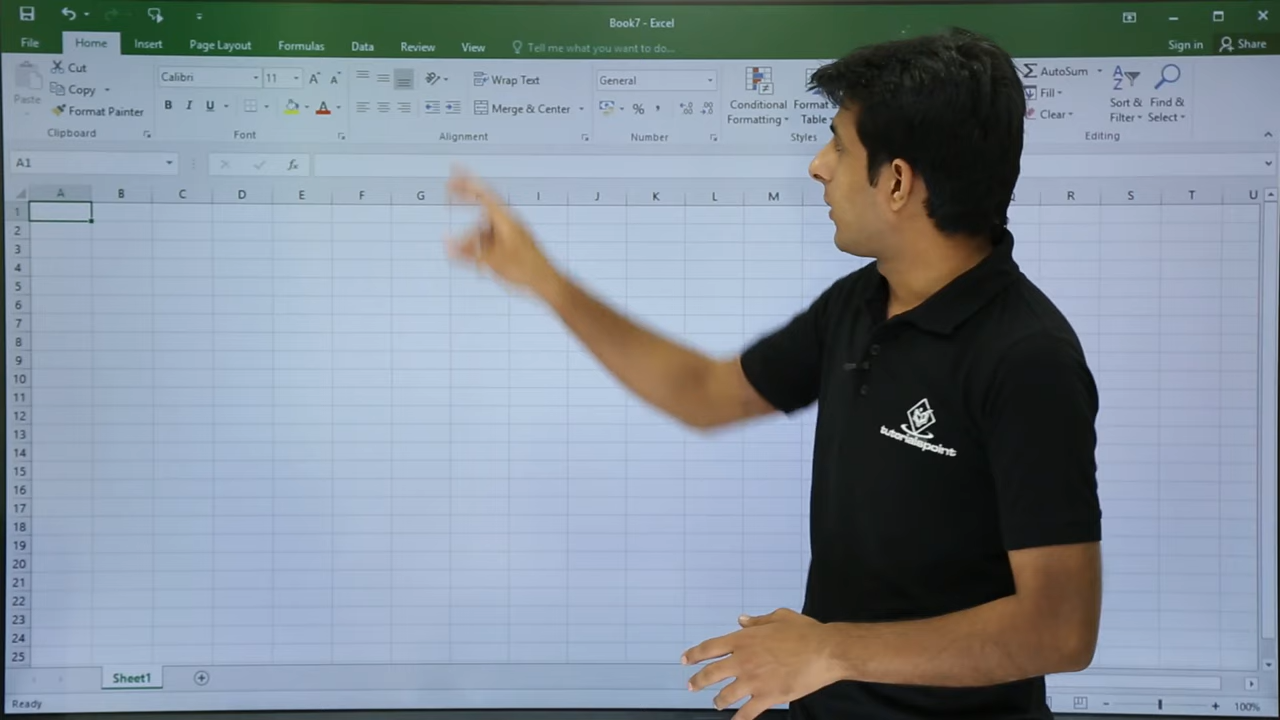 Book7 - Excel
File Home Insert Page Layout Formulas Data Review View Tell me what you want to do... Sign in Share
Cut
Copy
Format Painter
Paste
Clipboard
Calibri 11
B I U
Font
Wrap Text
Merge & Center
Alignment
General
%
Number
Conditional
Formatting
Format
Table
Styles
AutoSum
Fill
Clear
Sort &
Filter
Find &
Select
Editing
A1
fx
A B C D E F G I J K L M R S T U
1
2
3
4
5
6
7
8
9
10
11
12
13
14
15
16
17
18
19
20
21
22
23
24
25
tutorialspoint
Sheet1
Ready
100%